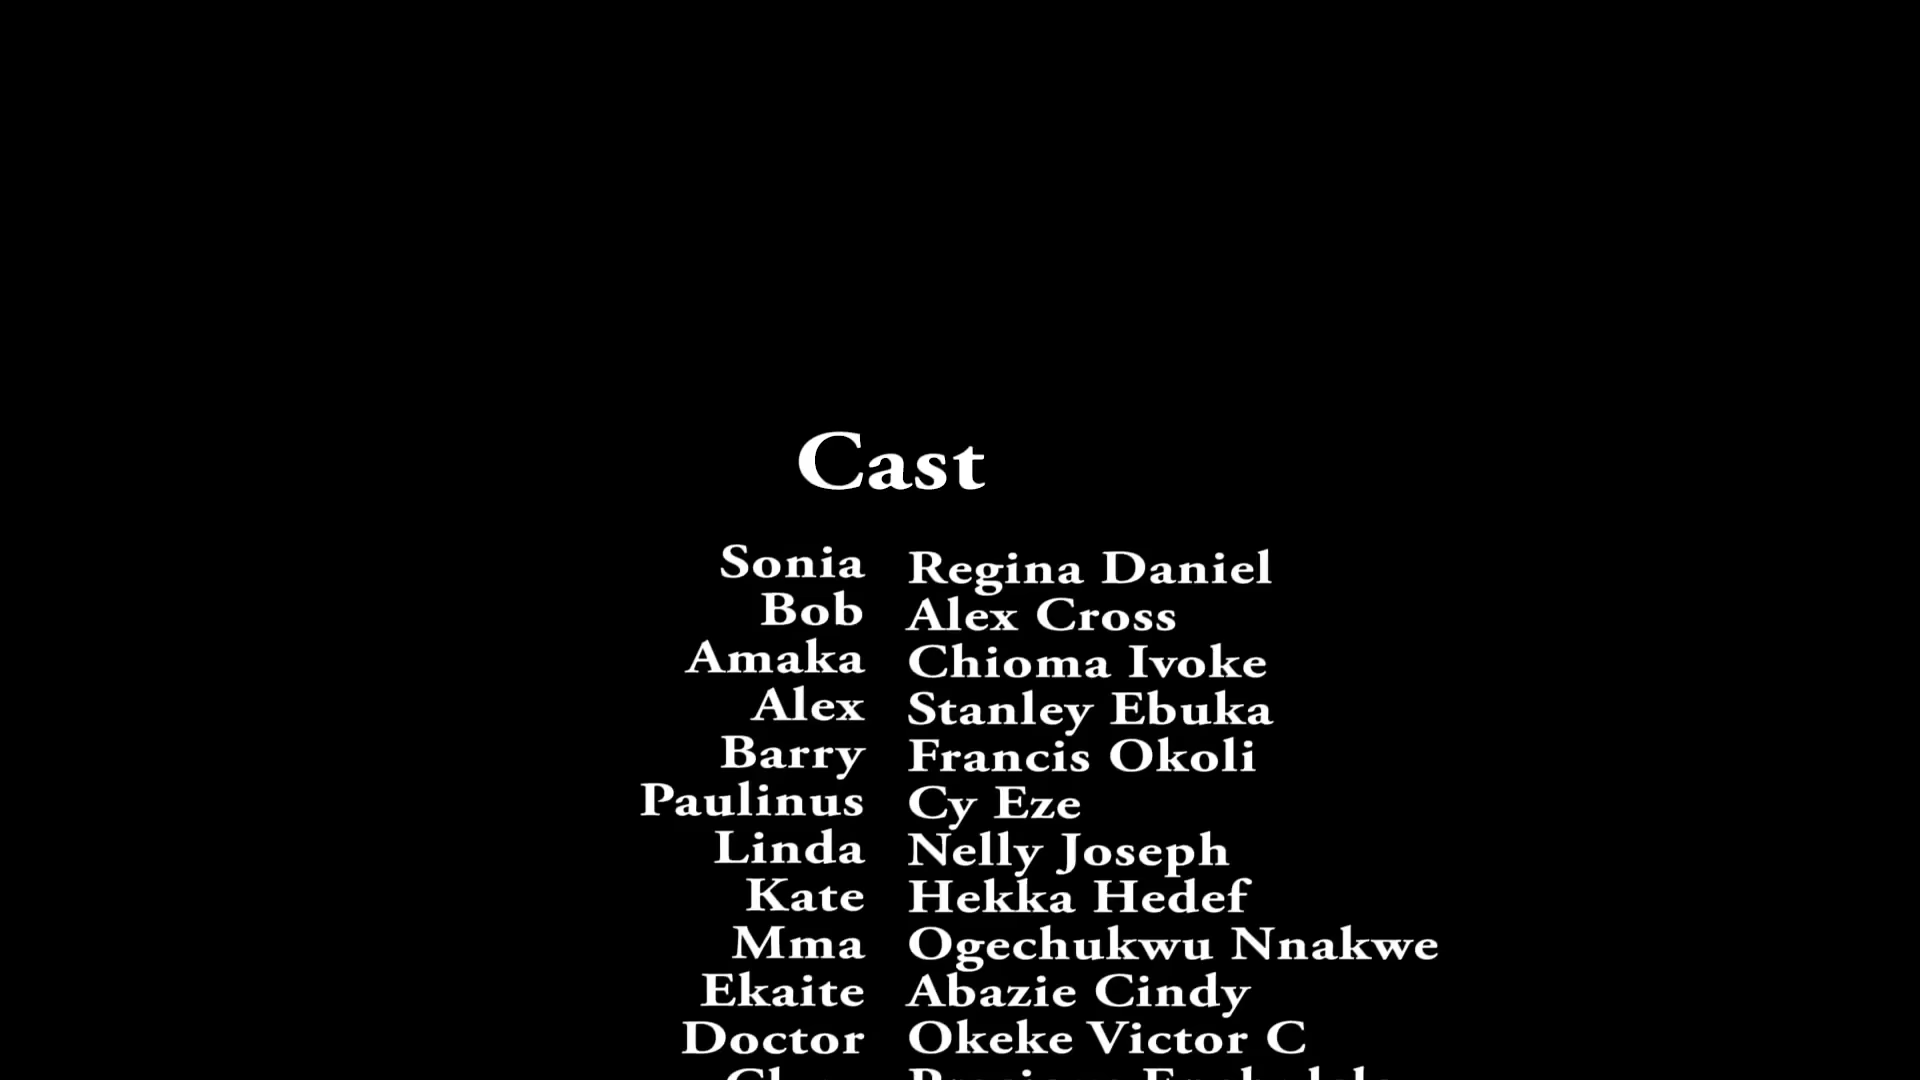 Cast
Sonia Regina Daniel
Bob Alex Cross
Amaka Chioma Ivoke
Alex Stanley Ebuka
Barry Francis Okoli
Paulinus Cy Eze
Linda Nelly Joseph
Kate Hekka Hedef
Mma Ogechukwu Nnakwe
Ekaite Abazie Cindy
Doctor Okeke Victor C